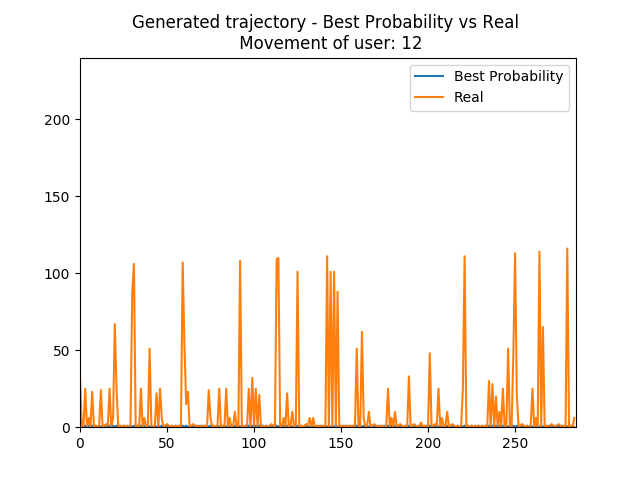 Generated trajectory - Best Probability vs Real
Movement of user: 12
Best Probability
Real
200
150
100
50
0
0 50 100 150 200 250